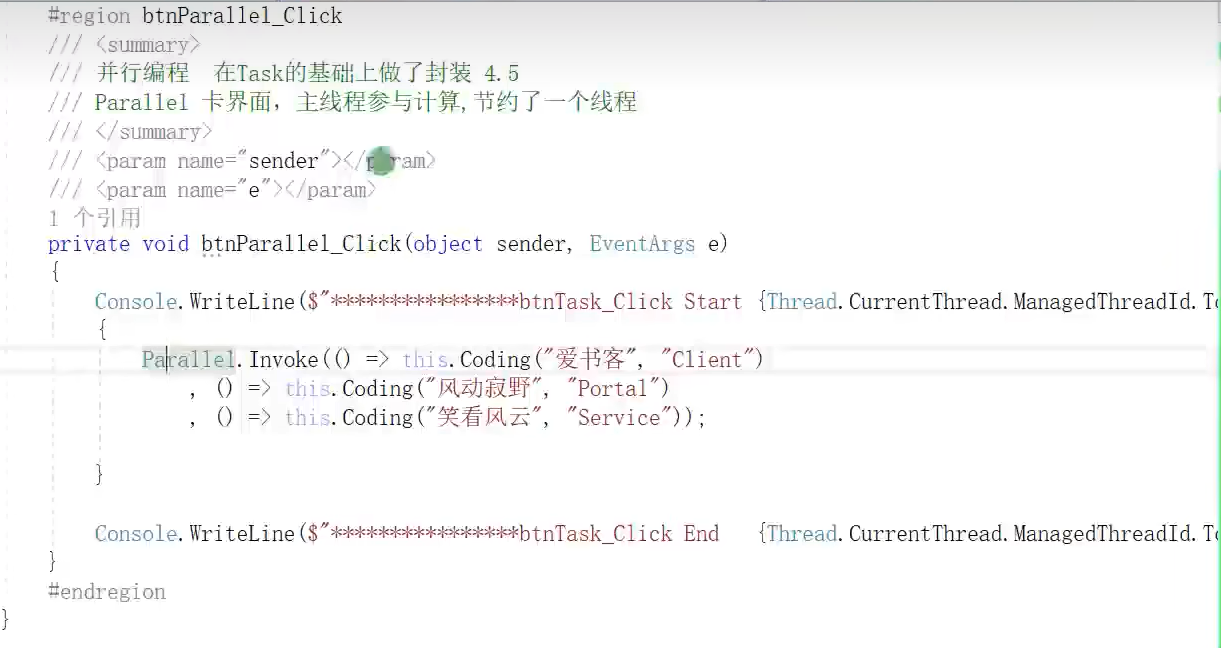 #region btnParallel_Click
/// <summary>
/// 并行编程  在Task的基础上做了封装 4.5
/// Parallel 卡界面，主线程参与计算,节约了一个线程
/// </summary>
/// <param name="sender"></param>
/// <param name="e"></param>
1 个引用
private void btnParallel_Click(object sender, EventArgs e)
{
Console.WriteLine($"****************btnTask_Click Start {Thread.CurrentThread.ManagedThreadId.To
{
Parallel.Invoke(() => this.Coding("爱书客", "Client")
, () => this.Coding("风动寂野", "Portal")
, () => this.Coding("笑看风云", "Service"));
}
Console.WriteLine($"****************btnTask_Click End   {Thread.CurrentThread.ManagedThreadId.To
}
#endregion
}